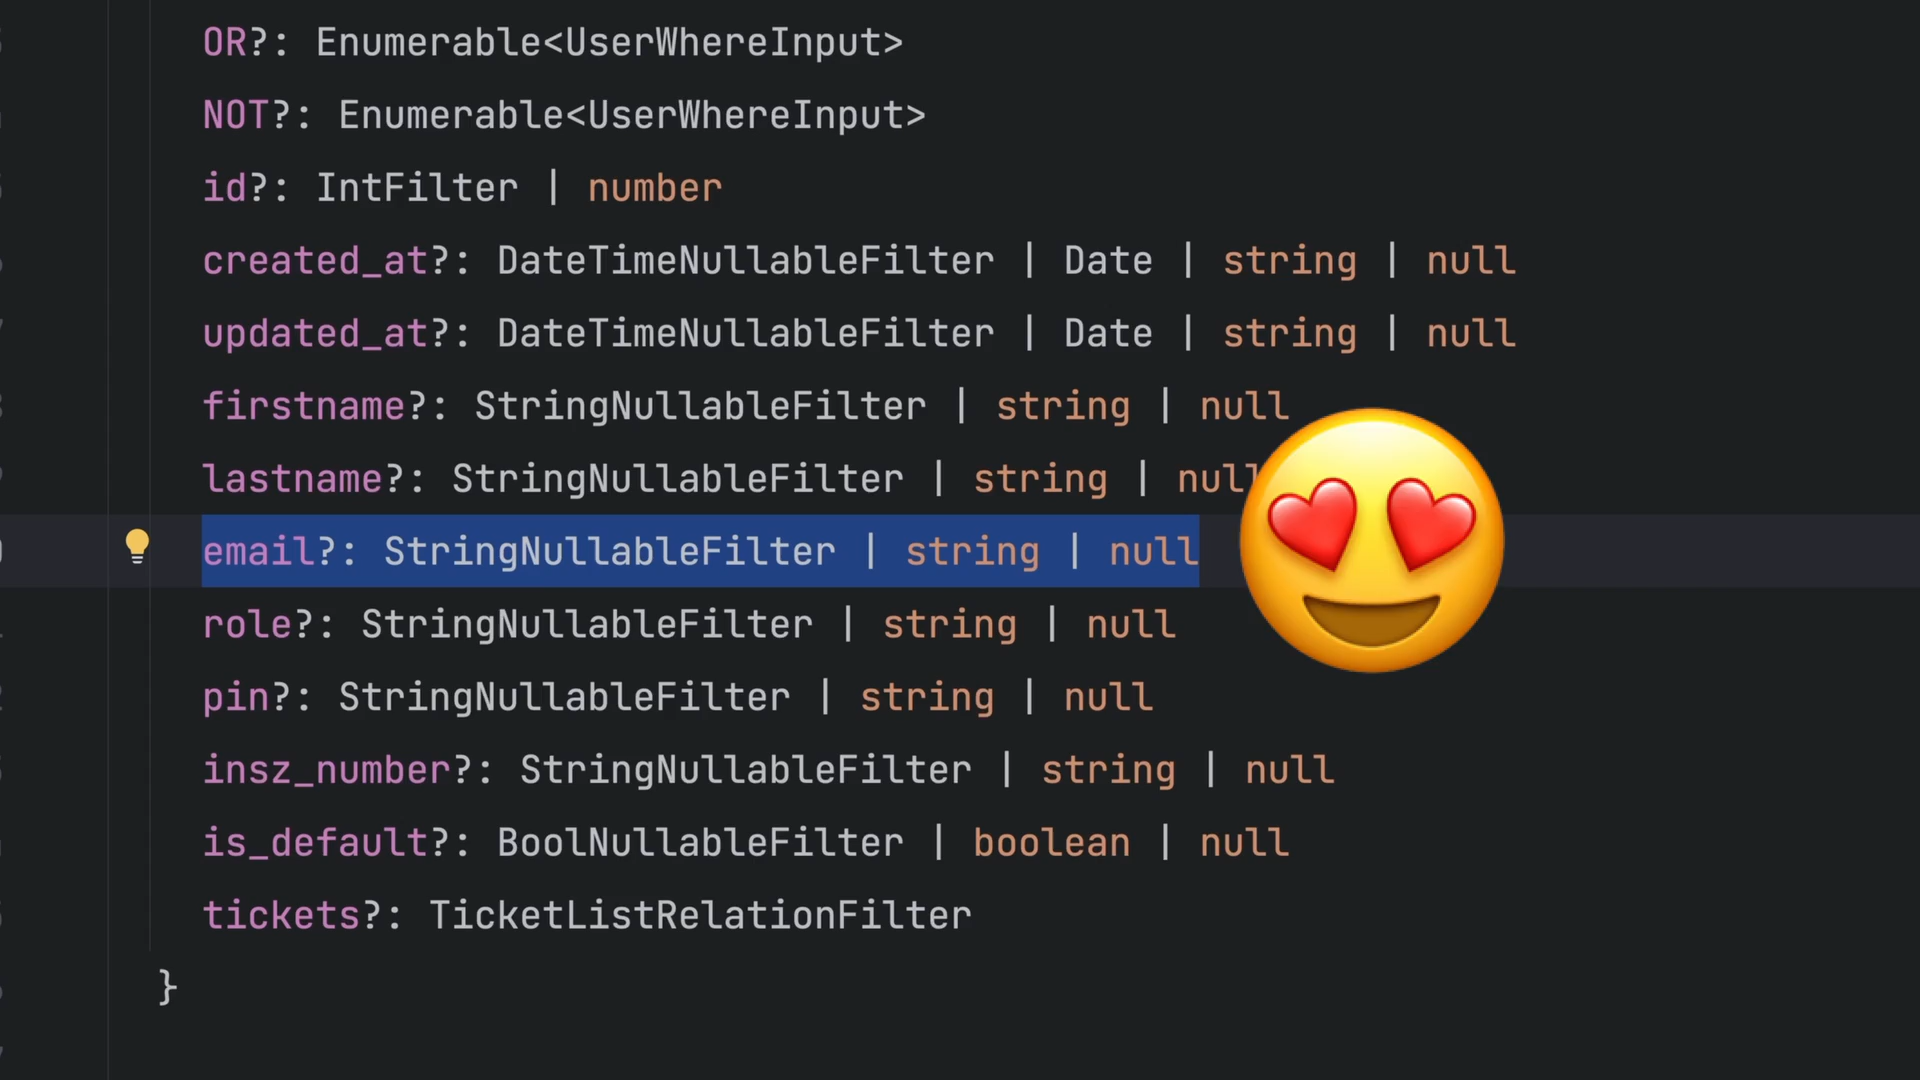 OR?: Enumerable<UserWhereInput>
NOT?: Enumerable<UserWhereInput>
id?: IntFilter | number
created_at?: DateTimeNullableFilter | Date | string | null
updated_at?: DateTimeNullableFilter | Date | string | null
firstname?: StringNullableFilter | string | null
lastname?: StringNullableFilter | string | null
email?: StringNullableFilter | string | null
role?: StringNullableFilter | string | null
pin?: StringNullableFilter | string | null
insz_number?: StringNullableFilter | string | null
is_default?: BoolNullableFilter | boolean | null
tickets?: TicketListRelationFilter
}